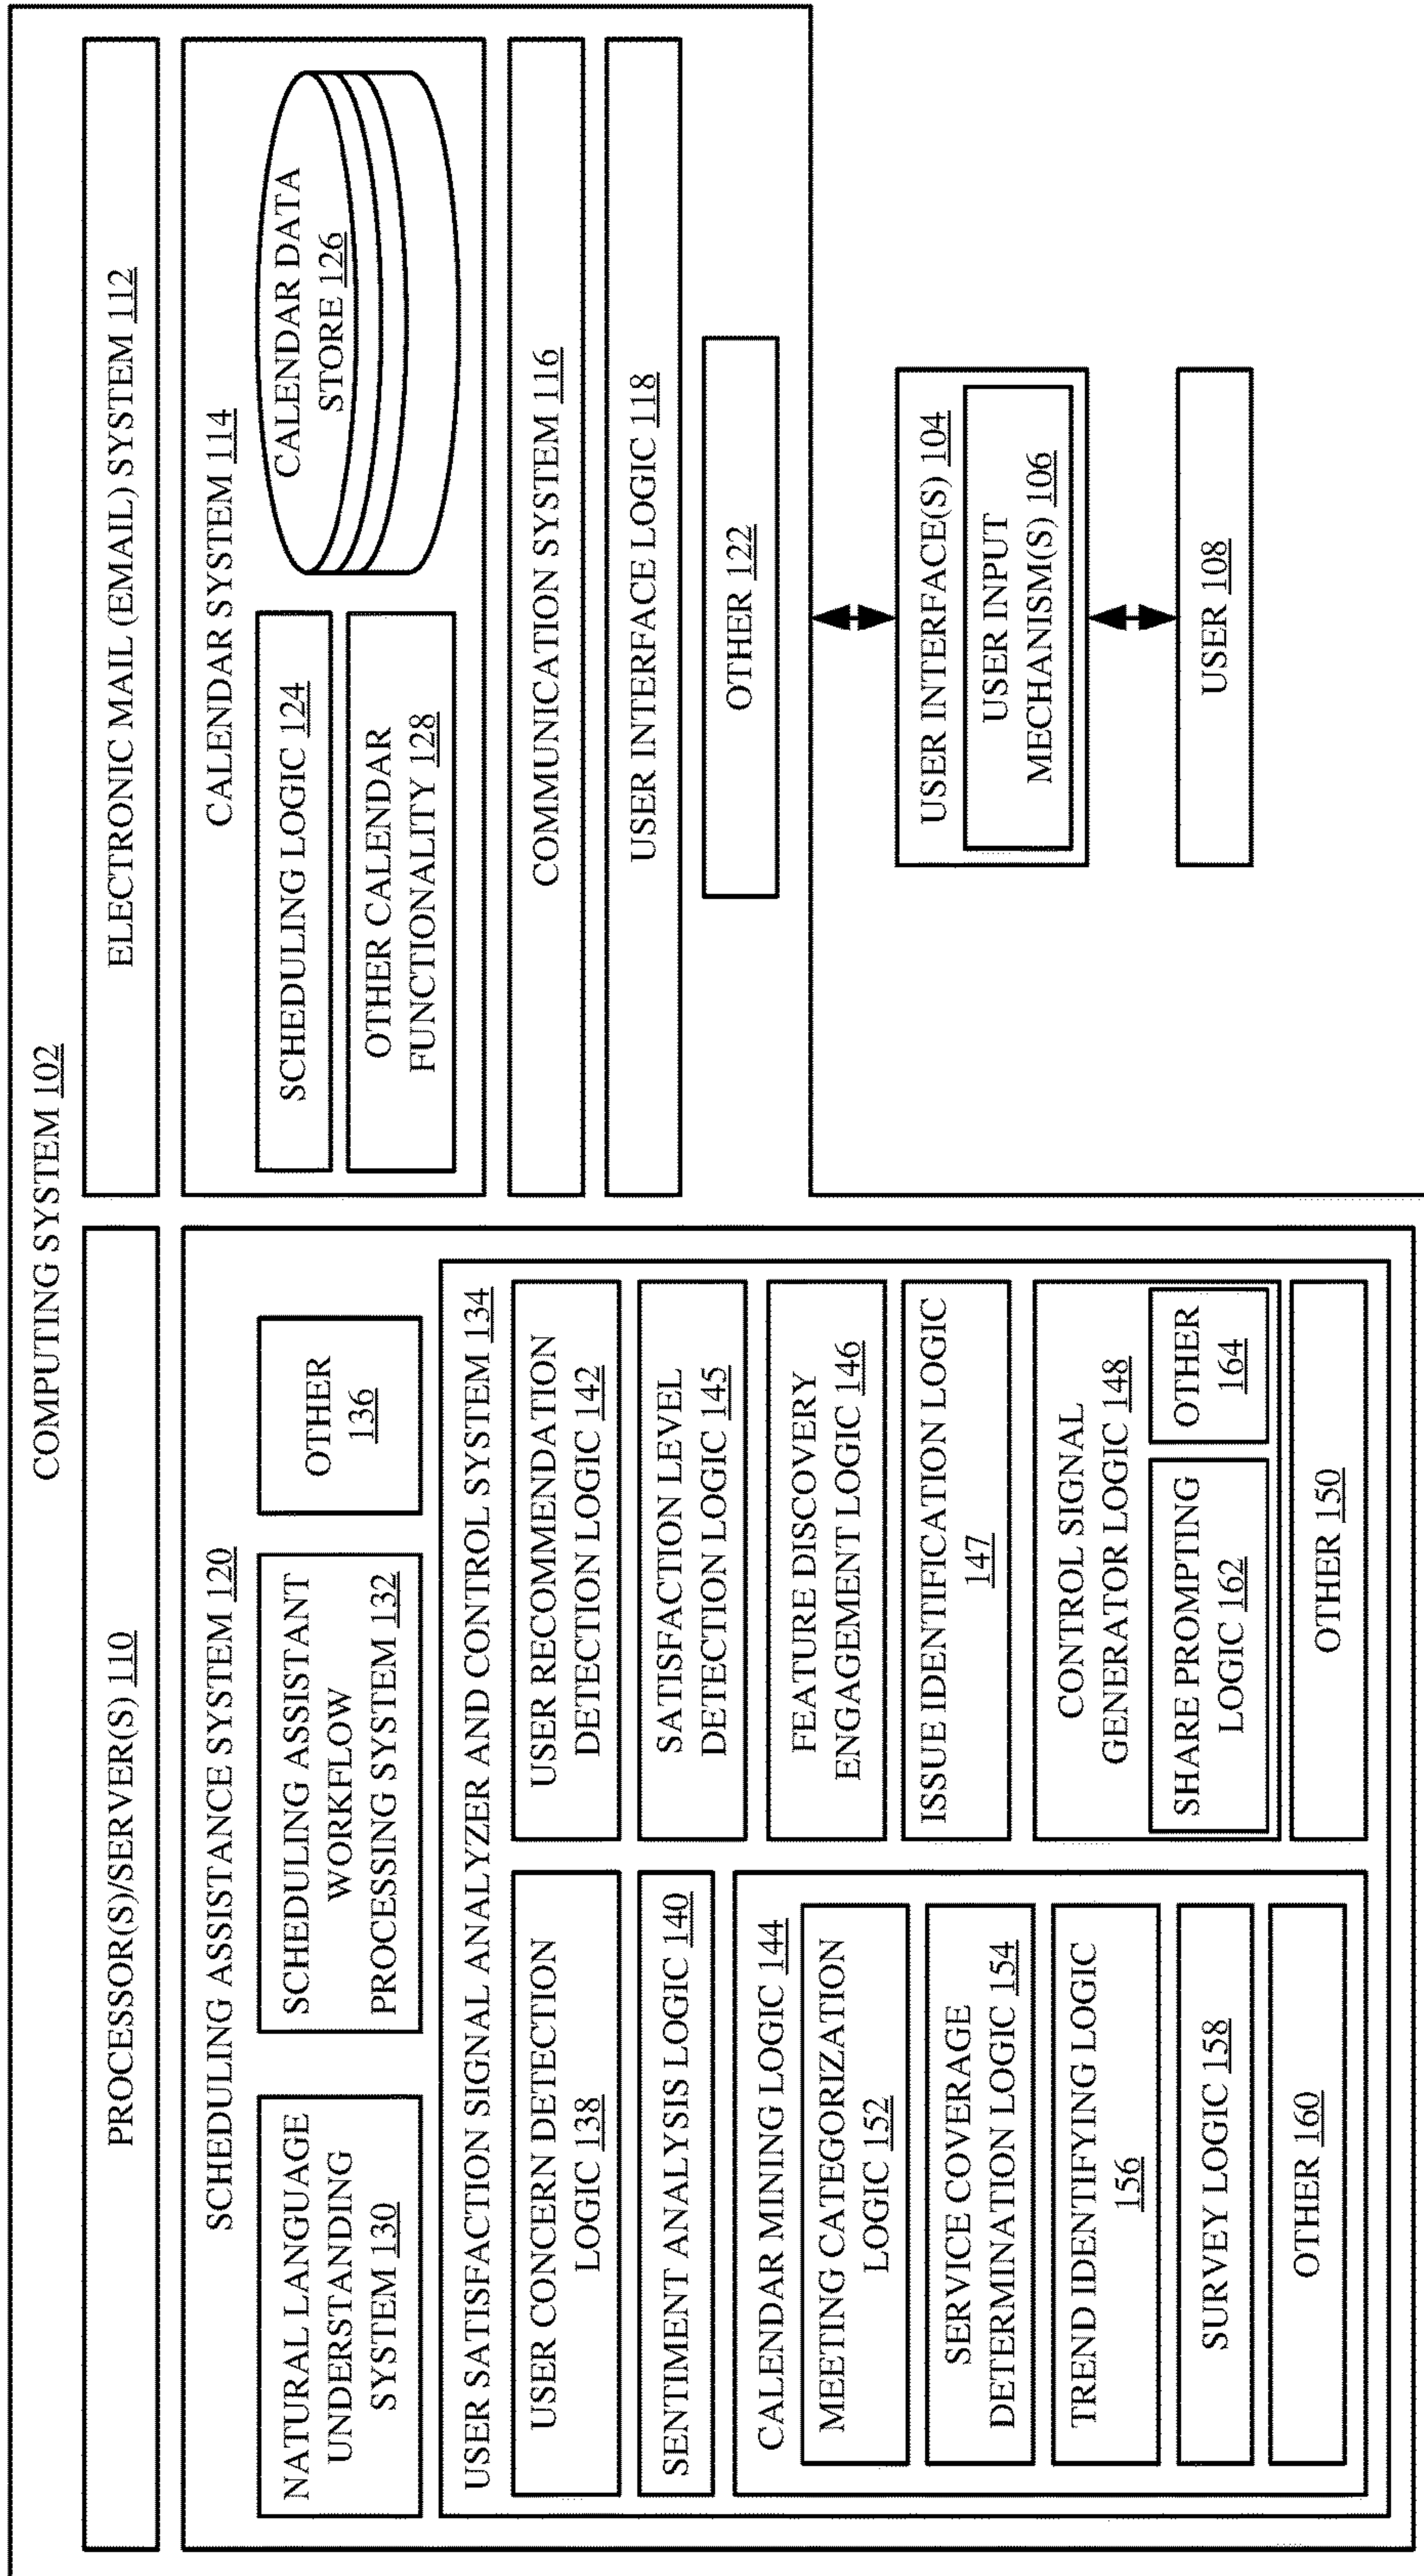 COMPUTING SYSTEM 102
PROCESSOR(S)/SERVER(S) 110
SCHEDULING ASSISTANCE SYSTEM 120
NATURAL LANGUAGE
UNDERSTANDING
SYSTEM 130
SCHEDULING ASSISTANT
WORKFLOW
PROCESSING SYSTEM 132
OTHER
136
USER SATISFACTION SIGNAL ANALYZER AND CONTROL SYSTEM 134
USER CONCERN DETECTION
LOGIC 138
SENTIMENT ANALYSIS LOGIC 140
CALENDAR MINING LOGIC 144
MEETING CATEGORIZATION
LOGIC 152
SERVICE COVERAGE
DETERMINATION LOGIC 154
TREND IDENTIFYING LOGIC
156
SURVEY LOGIC 158
OTHER 160
USER RECOMMENDATION
DETECTION LOGIC 142
SATISFACTION LEVEL
DETECTION LOGIC 145
FEATURE DISCOVERY
ENGAGEMENT LOGIC 146
ISSUE IDENTIFICATION LOGIC
147
CONTROL SIGNAL
GENERATOR LOGIC 148
SHARE PROMPTING
LOGIC 162
OTHER
164
OTHER 150
ELECTRONIC MAIL (EMAIL) SYSTEM 112
CALENDAR SYSTEM 114
SCHEDULING LOGIC 124
OTHER CALENDAR
FUNCTIONALITY 128
CALENDAR DATA
STORE 126
COMMUNICATION SYSTEM 116
USER INTERFACE LOGIC 118
OTHER 122
USER INTERFACE(S) 104
USER INPUT
MECHANISM(S) 106
USER 108